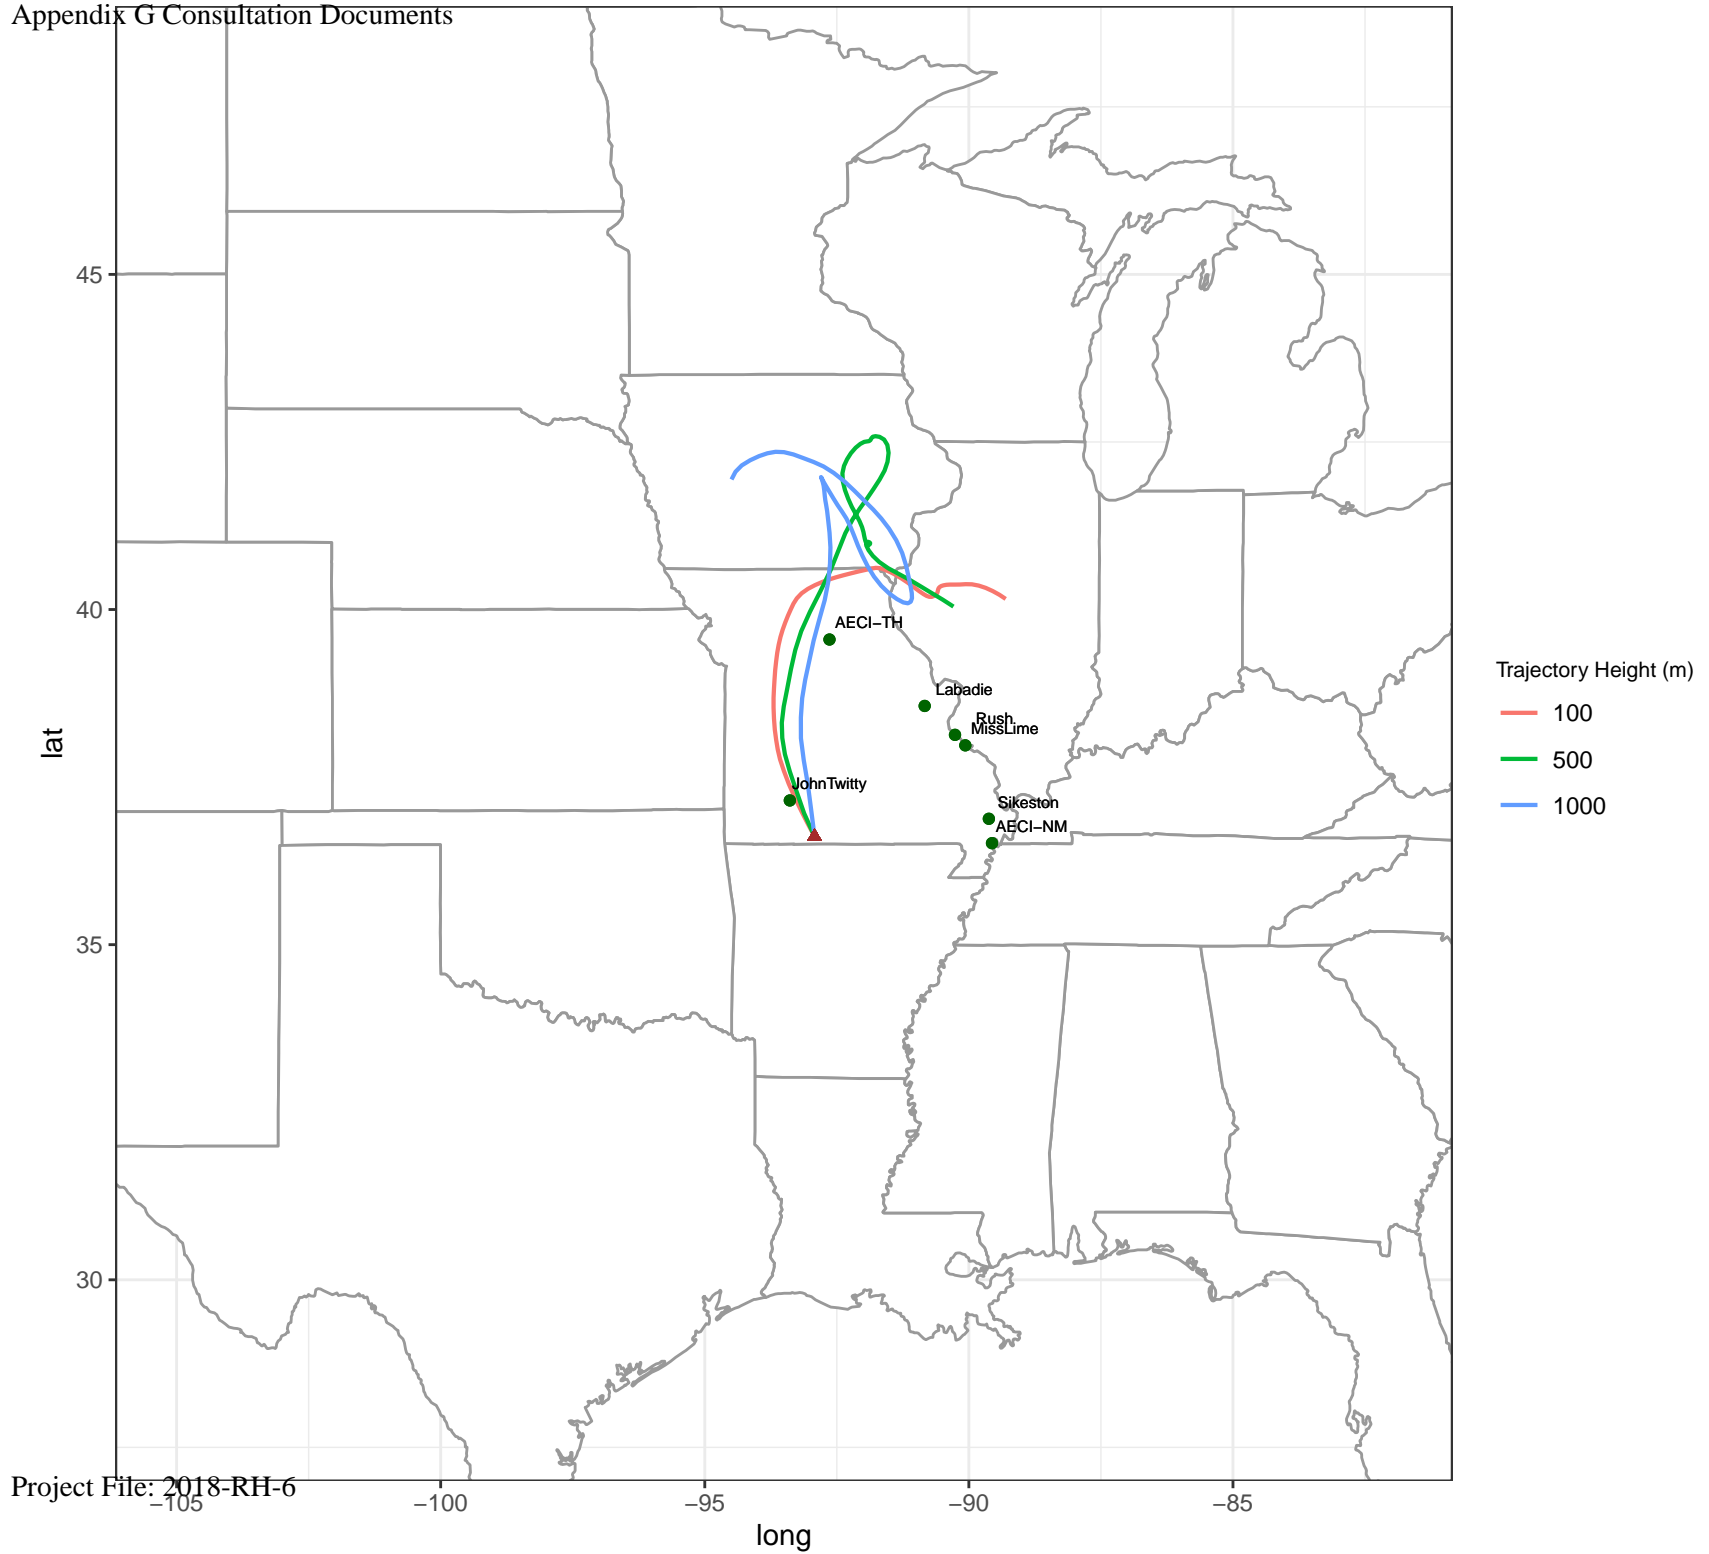 Appendix G Consultation Documents
45
40
35
30
lat
AECI−TH
Labadie
Rush
MissLime
JohnTwitty
Sikeston
AECI−NM
Trajectory Height (m)
100
500
1000
Project File: 2018-RH-6
−105
−100
−95
−90
−85
long